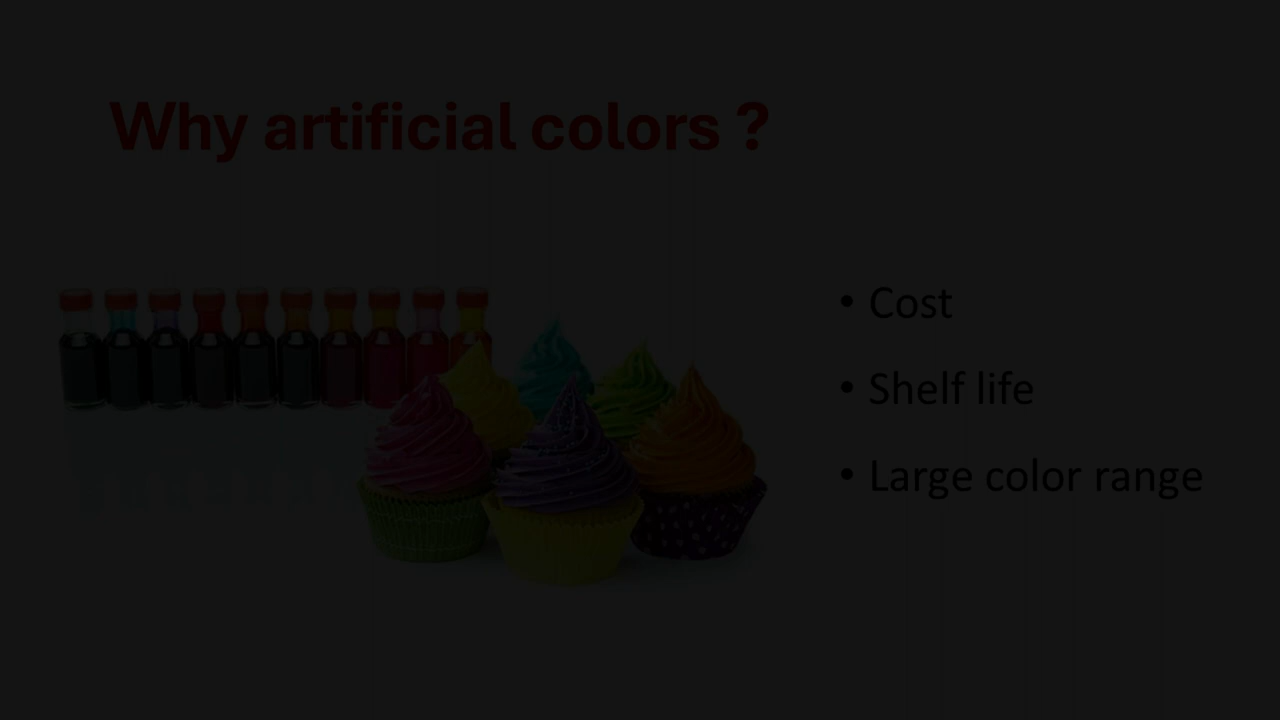 Why artificial colors ?
• Cost
• Shelf life
• Large color range